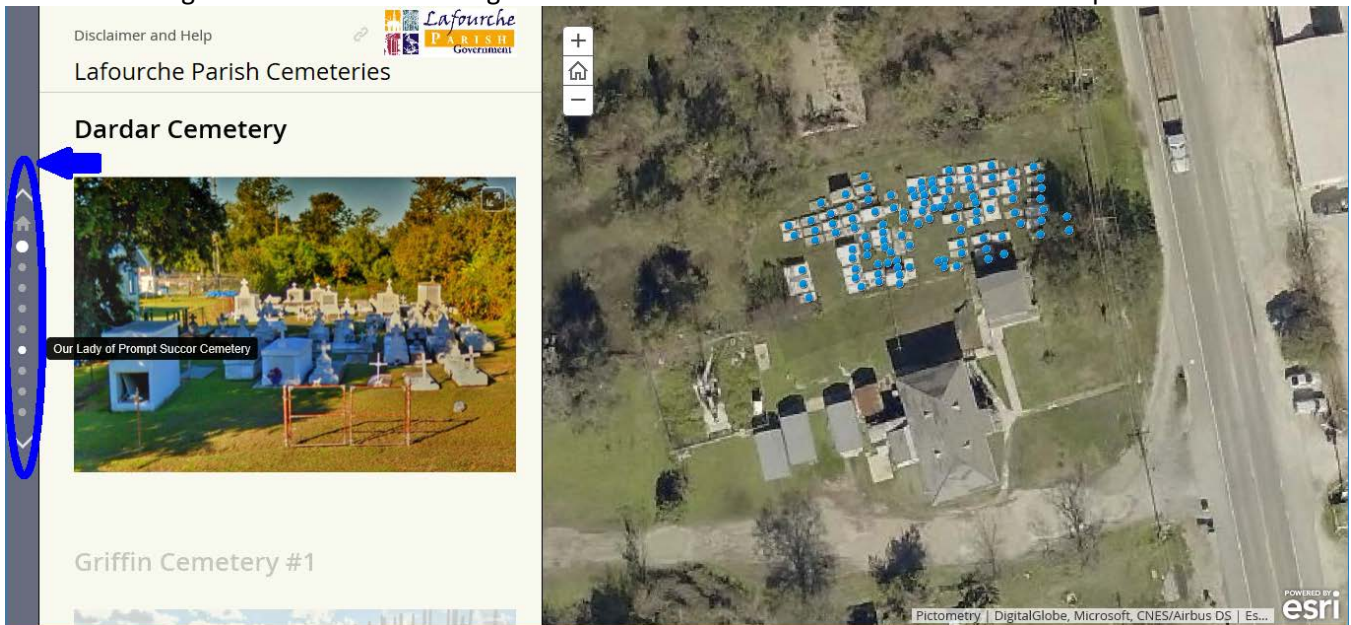 Disclaimer and Help
Lafourche
PARISH
Government
Lafourche Parish Cemeteries
Dardar Cemetery
Our Lady of Prompt Succor Cemetery
Griffin Cemetery #1
Pictometry | DigitalGlobe, Microsoft, CNES/Airbus DS | Es...
POWERED BY
esri